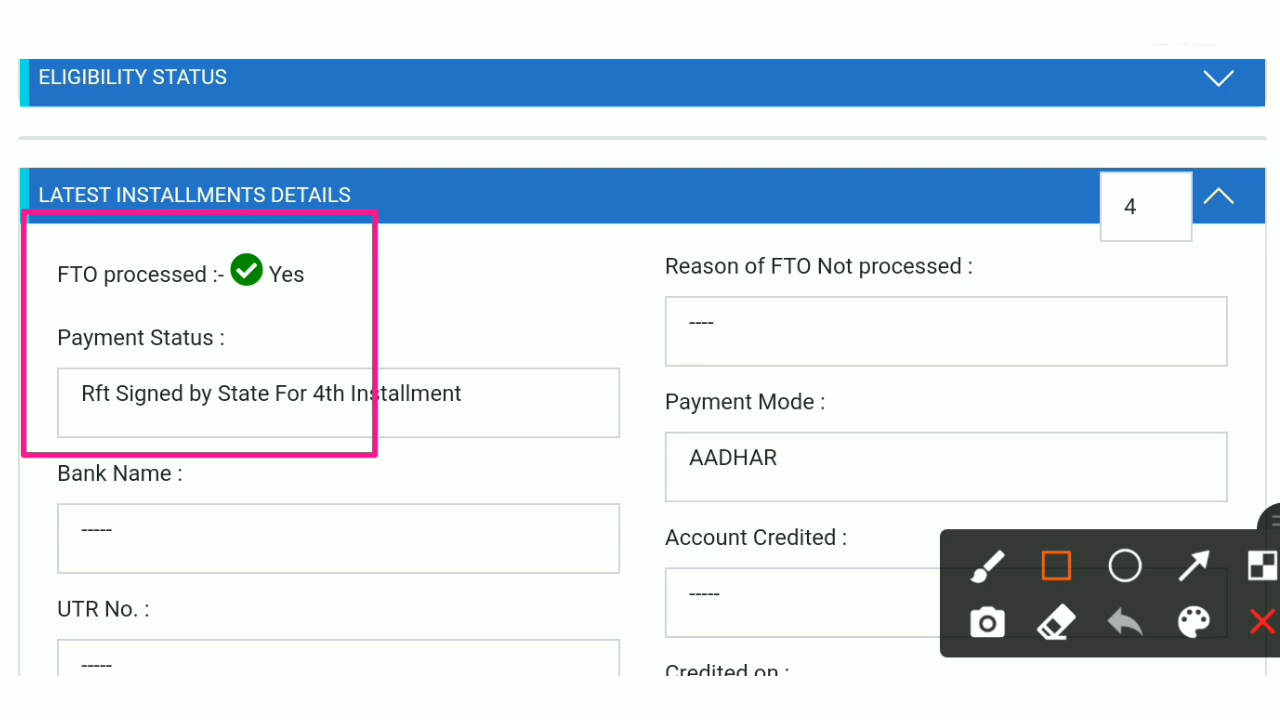 ELIGIBILITY STATUS
LATEST INSTALLMENTS DETAILS
4
FTO processed :- Yes
Payment Status :
Rft Signed by State For 4th Installment
Bank Name :
-----
UTR No. :
-----
Reason of FTO Not processed :
----
Payment Mode :
AADHAR
Account Credited :
-----
Credited on :